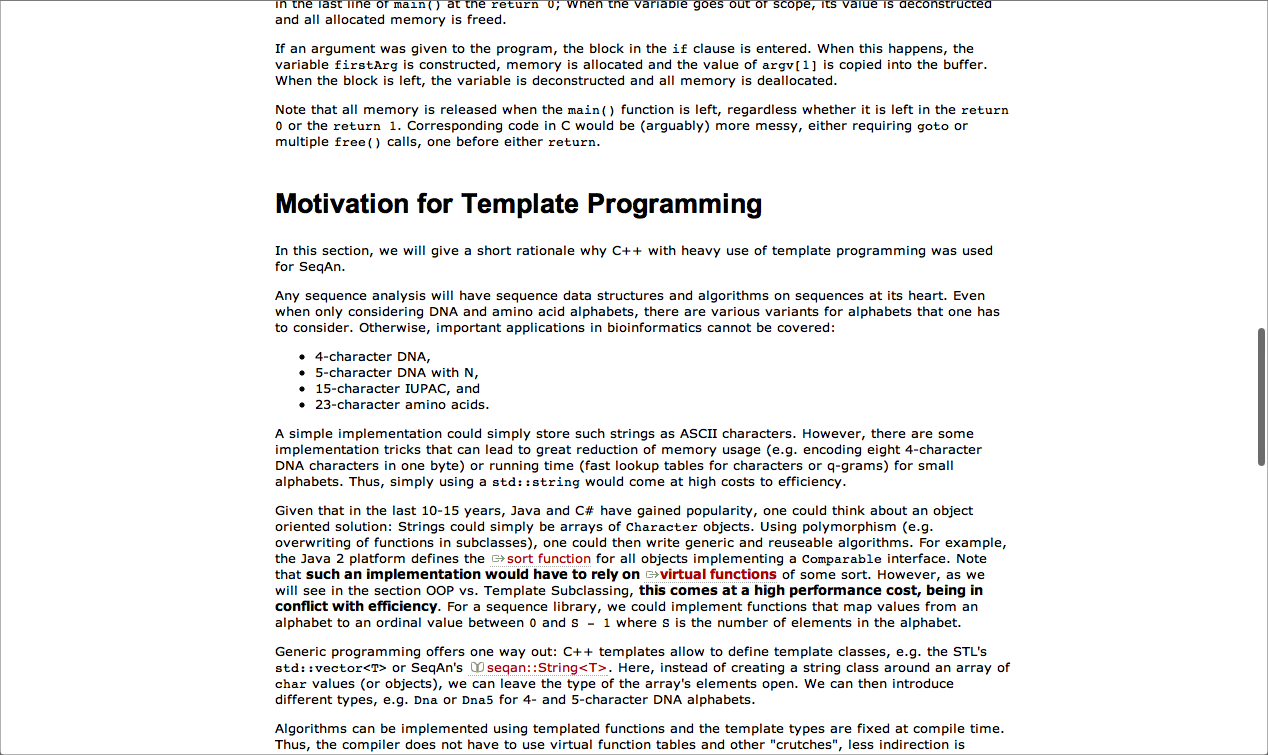 in the last line of main() at the return 0; When the variable goes out of scope, its value is deconstructed
and all allocated memory is freed.
If an argument was given to the program, the block in the if clause is entered. When this happens, the
variable firstArg is constructed, memory is allocated and the value of argv[1] is copied into the buffer.
When the block is left, the variable is deconstructed and all memory is deallocated.
Note that all memory is released when the main() function is left, regardless whether it is left in the return
0 or the return 1. Corresponding code in C would be (arguably) more messy, either requiring goto or
multiple free() calls, one before either return.
Motivation for Template Programming
In this section, we will give a short rationale why C++ with heavy use of template programming was used
for SeqAn.
Any sequence analysis will have sequence data structures and algorithms on sequences at its heart. Even
when only considering DNA and amino acid alphabets, there are various variants for alphabets that one has
to consider. Otherwise, important applications in bioinformatics cannot be covered:
• 4-character DNA,
• 5-character DNA with N,
• 15-character IUPAC, and
• 23-character amino acids.
A simple implementation could simply store such strings as ASCII characters. However, there are some
implementation tricks that can lead to great reduction of memory usage (e.g. encoding eight 4-character
DNA characters in one byte) or running time (fast lookup tables for characters or q-grams) for small
alphabets. Thus, simply using a std::string would come at high costs to efficiency.
Given that in the last 10-15 years, Java and C# have gained popularity, one could think about an object
oriented solution: Strings could simply be arrays of Character objects. Using polymorphism (e.g.
overwriting of functions in subclasses), one could then write generic and reuseable algorithms. For example,
the Java 2 platform defines the sort function for all objects implementing a Comparable interface. Note
that such an implementation would have to rely on virtual functions of some sort. However, as we
will see in the section OOP vs. Template Subclassing, this comes at a high performance cost, being in
conflict with efficiency. For a sequence library, we could implement functions that map values from an
alphabet to an ordinal value between 0 and S - 1 where S is the number of elements in the alphabet.
Generic programming offers one way out: C++ templates allow to define template classes, e.g. the STL's
std::vector<T> or SeqAn's seqan::String<T>. Here, instead of creating a string class around an array of
char values (or objects), we can leave the type of the array's elements open. We can then introduce
different types, e.g. Dna or Dna5 for 4- and 5-character DNA alphabets.
Algorithms can be implemented using templated functions and the template types are fixed at compile time.
Thus, the compiler does not have to use virtual function tables and other "crutches", less indirection is